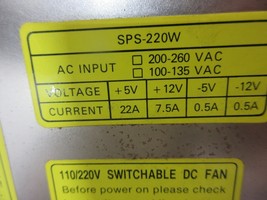 SPS-220W
AC INPUT □ 200-260 VAC
□ 100-135 VAC
VOLTAGE +5V +12V -5V -12V
CURRENT 22A 7.5A 0.5A 0.5A
110/220V SWITCHABLE DC FAN
Before power on please check